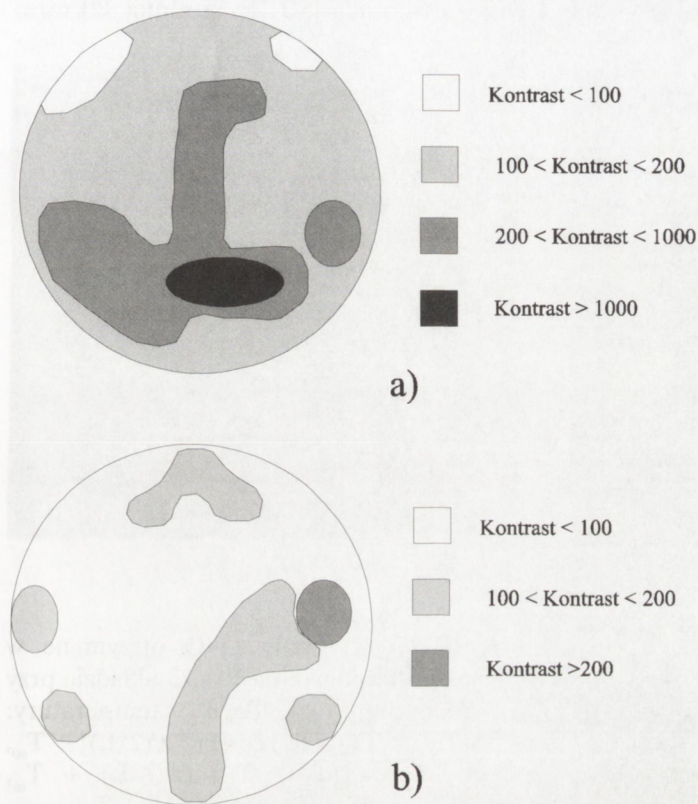 Kontrast < 100
100 < Kontrast < 200
200 < Kontrast < 1000
Kontrast > 1000
a)
Kontrast < 100
100 < Kontrast < 200
Kontrast >200
b)